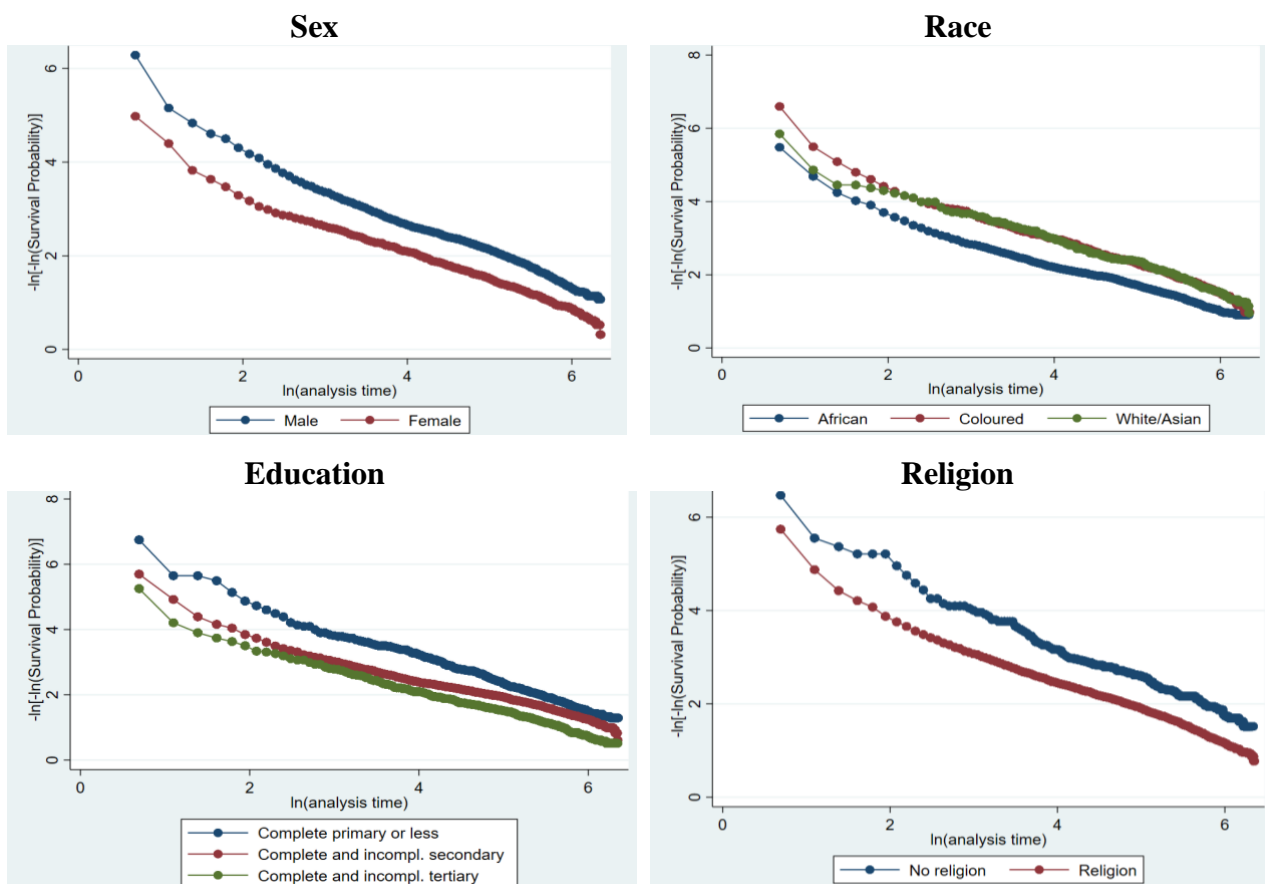 Sex
-ln[-ln(Survival Probability)]
6
4
2
0
0 2 4 6
ln(analysis time)
Male Female
Race
-ln[-ln(Survival Probability)]
8
6
4
2
0
0 2 4 6
ln(analysis time)
African Coloured White/Asian
Education
-ln[-ln(Survival Probability)]
8
6
4
2
0
0 2 4 6
ln(analysis time)
Complete primary or less
Complete and incompl. secondary
Complete and incompl. tertiary
Religion
-ln[-ln(Survival Probability)]
6
4
2
0
0 2 4 6
ln(analysis time)
No religion Religion